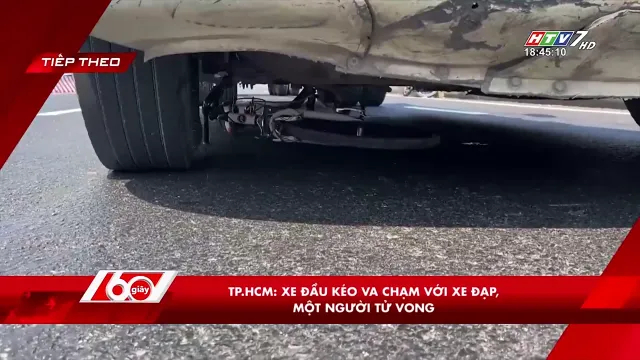 TIẾP THEO
HTV7 HD
18:45:10
60 giây
TP.HCM: XE ĐẦU KÉO VA CHẠM VỚI XE ĐẠP,
MỘT NGƯỜI TỬ VONG